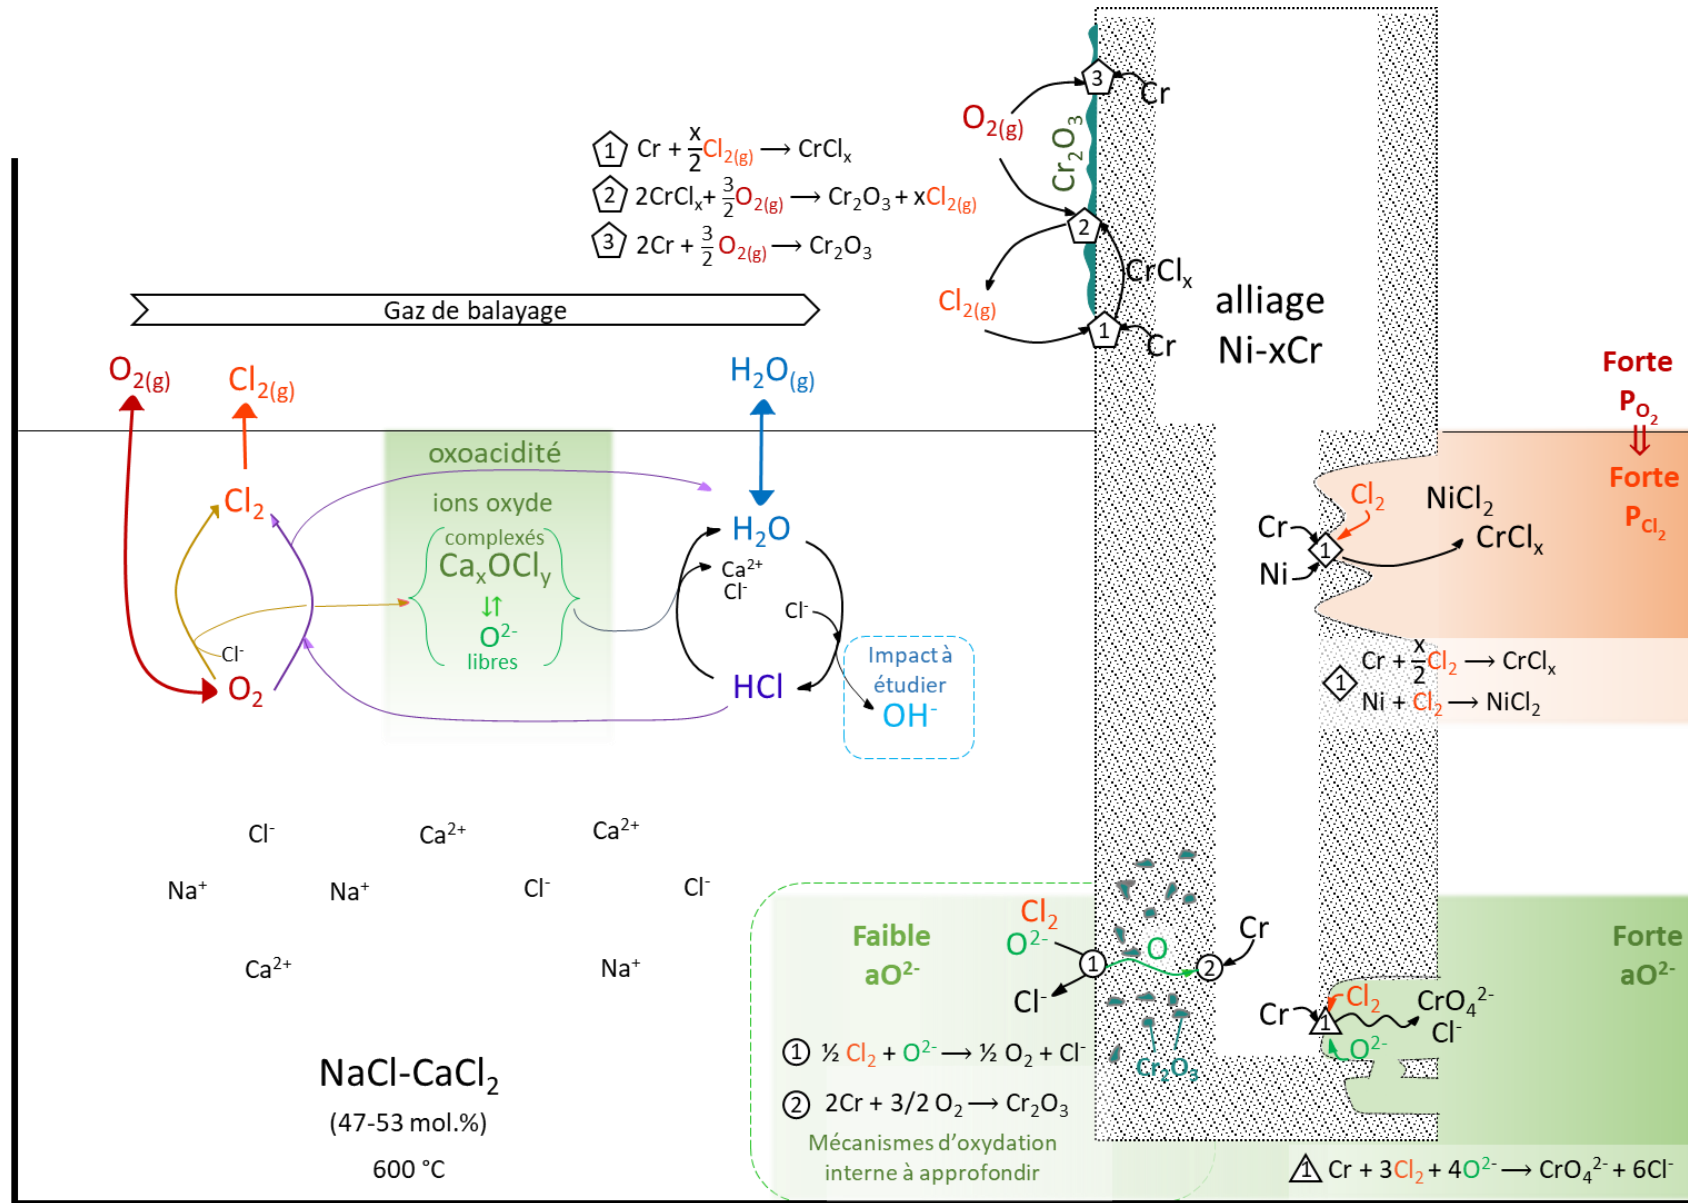 3
Cr
O2(g)
Cr2O3
1 Cr + x/2 Cl2(g) → CrClx
2 2CrClx + 3/2 O2(g) → Cr2O3 + xCl2(g)
3 2Cr + 3/2 O2(g) → Cr2O3
2
CrClx
Cl2(g)
1
Cr
alliage
Ni-xCr
Gaz de balayage
O2(g)
Cl2(g)
H2O(g)
Forte
PO2
⇓
Forte
PCl2
oxoacidité
ions oxyde
complexés
CaxOCly
↓↑
O2-
libres
Cl2
Cl-
O2
H2O
Ca2+
Cl-
Cl-
HCl
Impact à
étudier
OH-
Cl2
NiCl2
CrClx
Cr
1
Ni
1 Cr + x/2 Cl2 → CrClx
Ni + Cl2 → NiCl2
Cl-
Ca2+
Ca2+
Na+
Na+
Cl-
Cl-
Ca2+
Na+
NaCl-CaCl2
(47-53 mol.%)
600 °C
Faible
aO2-
Cl2
O2-
1
Cl-
O
2
Cr
Cr2O3
1 ½ Cl2 + O2- → ½ O2 + Cl-
2 2Cr + 3/2 O2 → Cr2O3
Mécanismes d'oxydation
interne à approfondir
Forte
aO2-
Cr
1
Cl2
O2-
CrO42-
Cl-
1 Cr + 3Cl2 + 4O2- → CrO42- + 6Cl-